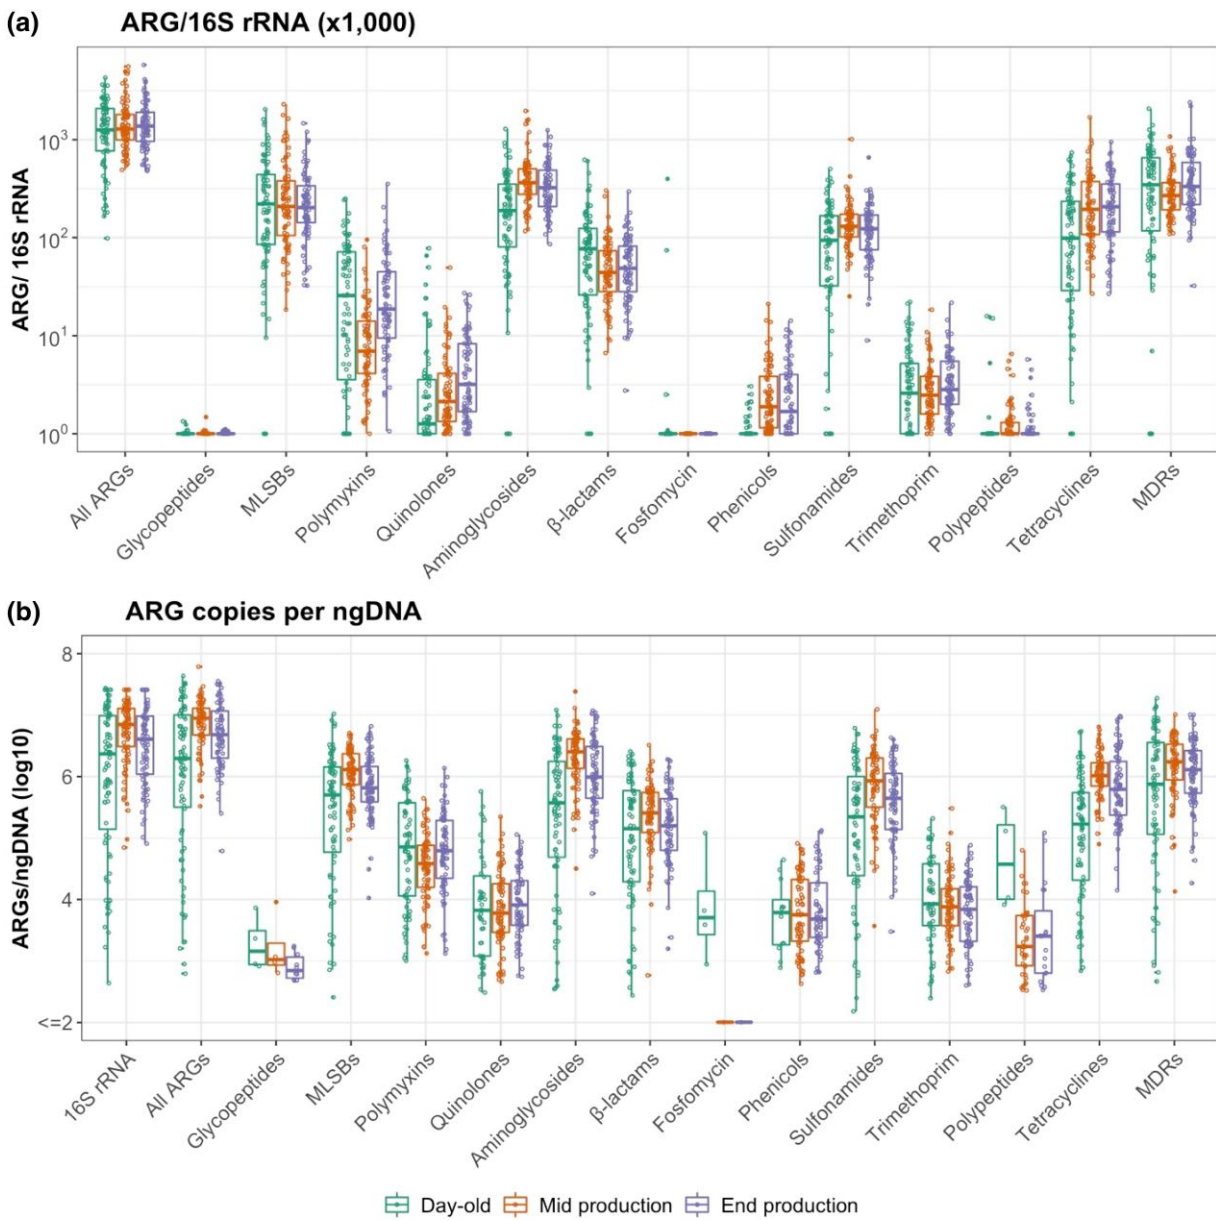 (a) ARG/16S rRNA (x1,000)
ARG/ 16S rRNA
10³
10²
10¹
10⁰
All ARGs
Glycopeptides
MLSBs
Polymyxins
Quinolones
Aminoglycosides
β-lactams
Fosfomycin
Phenicols
Sulfonamides
Trimethoprim
Polypeptides
Tetracyclines
MDRs
(b) ARG copies per ngDNA
ARGs/ngDNA (log10)
8
6
4
<=2
16S rRNA
All ARGs
Glycopeptides
MLSBs
Polymyxins
Quinolones
Aminoglycosides
β-lactams
Fosfomycin
Phenicols
Sulfonamides
Trimethoprim
Polypeptides
Tetracyclines
MDRs
Day-old Mid production End production